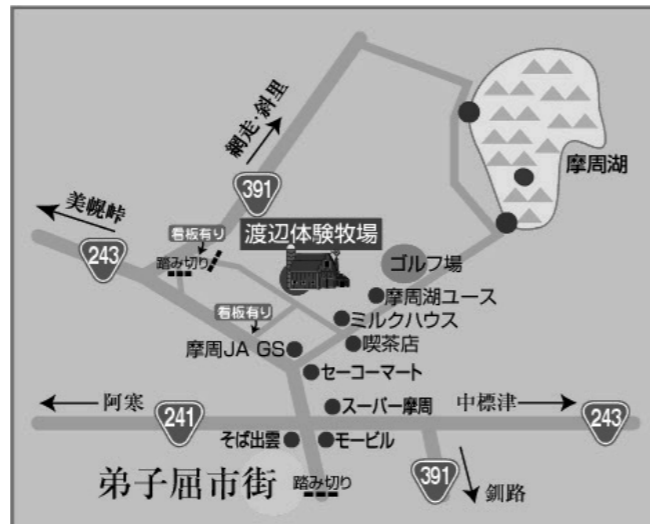 網走・斜里
摩周湖
美幌峠
391
看板有り
渡辺体験牧場
243
踏み切り
ゴルフ場
摩周湖ユース
看板有り
ミルクハウス
摩周JA GS
喫茶店
セーコーマート
スーパー摩周
阿寒
中標津
241
243
そば出雲
モービル
弟子屈市街
踏み切り
391
釧路